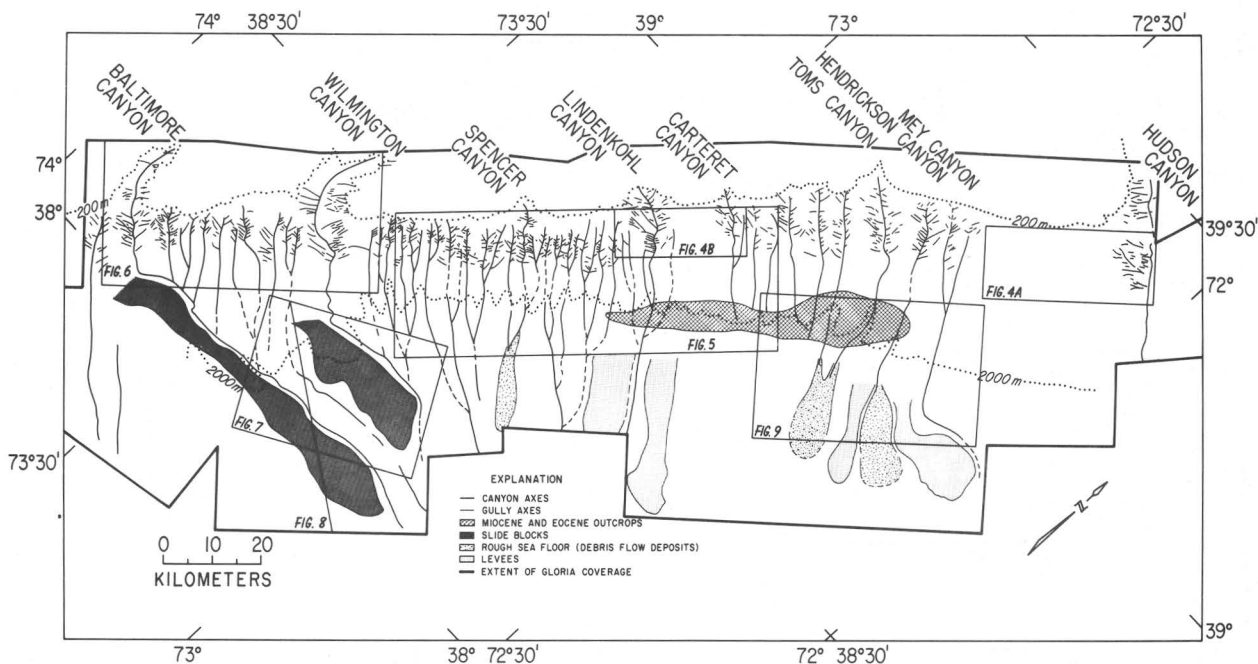 74° 38°30' 73°30' 39° 73° 72°30'
BALTIMORE
CANYON
WILMINGTON
CANYON
SPENCER
CANYON
LINDENKOHL
CANYON
CARTERET
CANYON
TOMS CANYON
HENDRICKSON CANYON
MEY CANYON
HUDSON
CANYON
74°
38°
200m
200m
39°30'
72°
FIG. 6
FIG. 4B
FIG. 4A
FIG. 5
2000m
2000m
FIG. 7
FIG. 9
73°30'
FIG. 8
EXPLANATION
CANYON AXES
GULLY AXES
MIOCENE AND EOCENE OUTCROPS
SLIDE BLOCKS
ROUGH SEA FLOOR (DEBRIS FLOW DEPOSITS)
LEVEES
EXTENT OF GLORIA COVERAGE
0 10 20
KILOMETERS
N
39°
73° 38° 72°30' 72° 38°30'